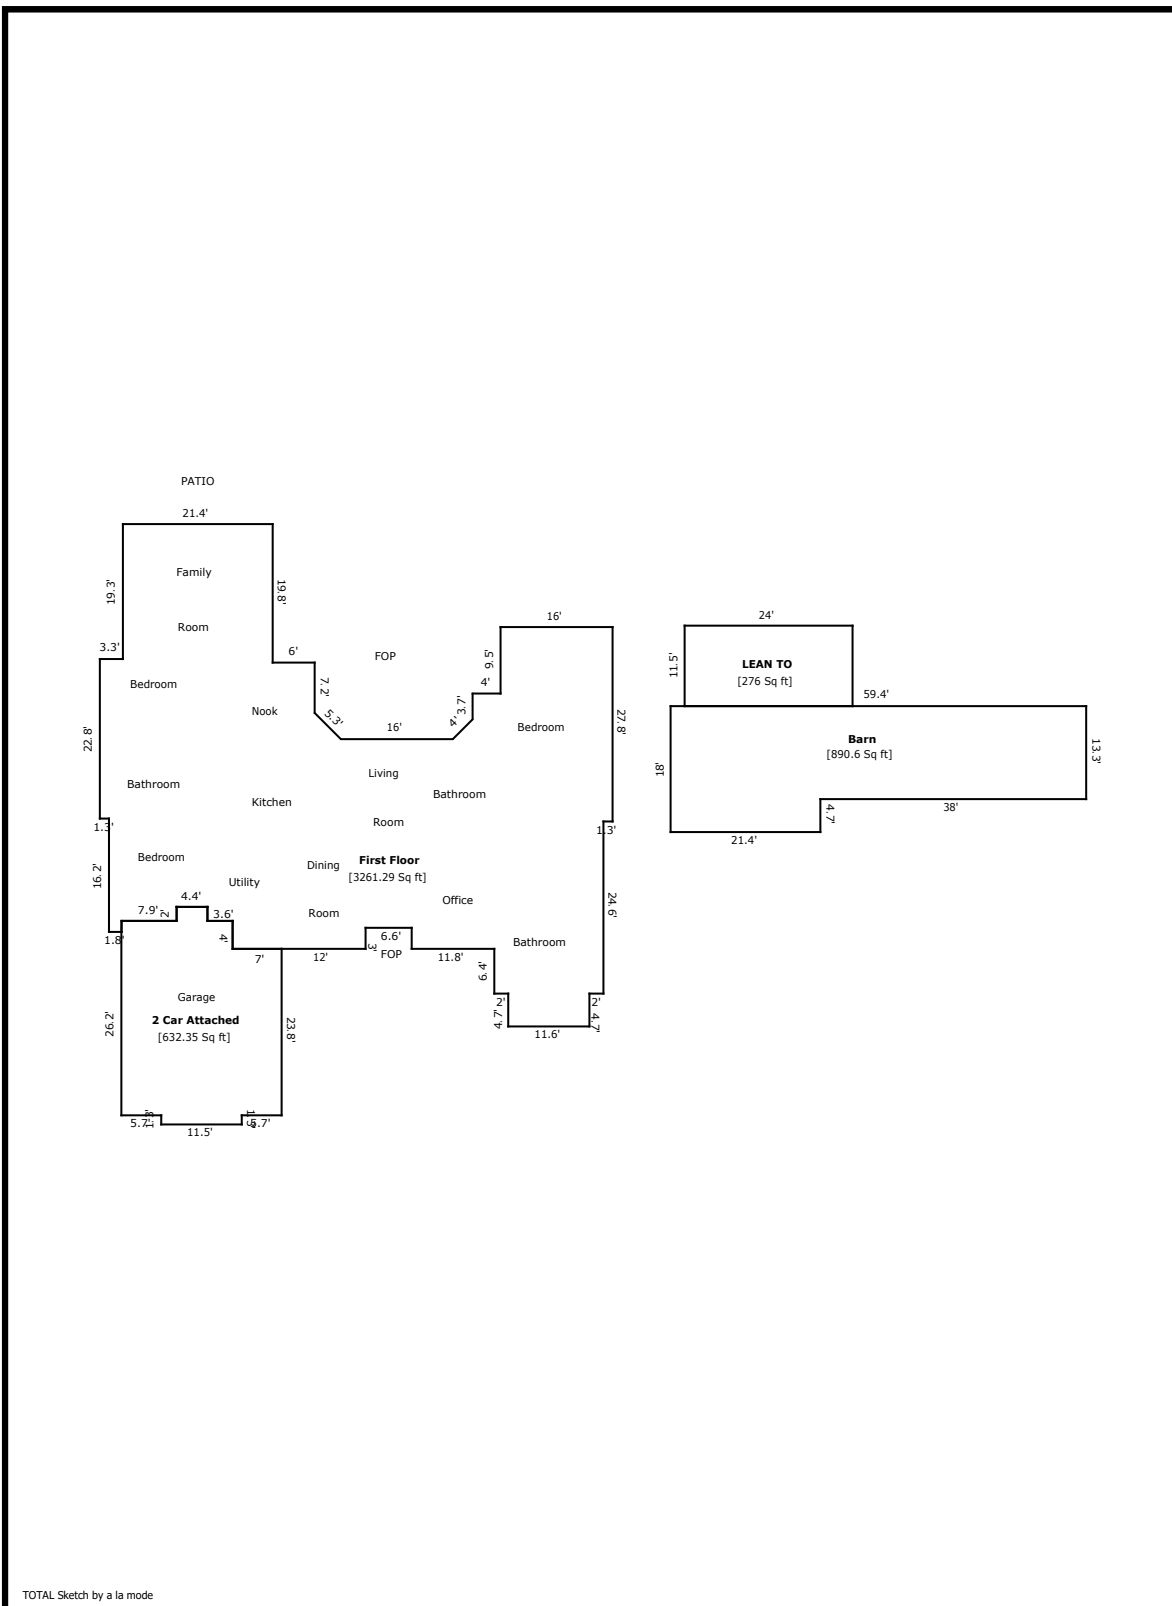 PATIO
21.4'
Family
19.3'
19.8'
24'
16'
Room
3.3'
6'
FOP
9.5'
11.5'
LEAN TO
Bedroom
7.2'
4'
[276 Sq ft]
59.4'
3.7'
Nook
5.3'
16'
4'
27.8'
Bedroom
22.8'
Barn
[890.6 Sq ft]
13.3'
18'
Living
Bathroom
Bathroom
Kitchen
38'
4.7'
Room
1.3'
1.3'
21.4'
Bedroom
First Floor
Dining
[3261.29 Sq ft]
16.2'
Utility
4.4'
Office
24.6'
7.9'
2'
3.6'
Room
1.8'
4'
6.6'
Bathroom
3'
FOP
7'
12'
11.8'
6.4'
Garage
2'
2'
2 Car Attached
26.2'
23.8'
4.7'
4.7'
[632.35 Sq ft]
11.6'
5.7'
1.3'
1.3'
5.7'
11.5'
TOTAL Sketch by a la mode